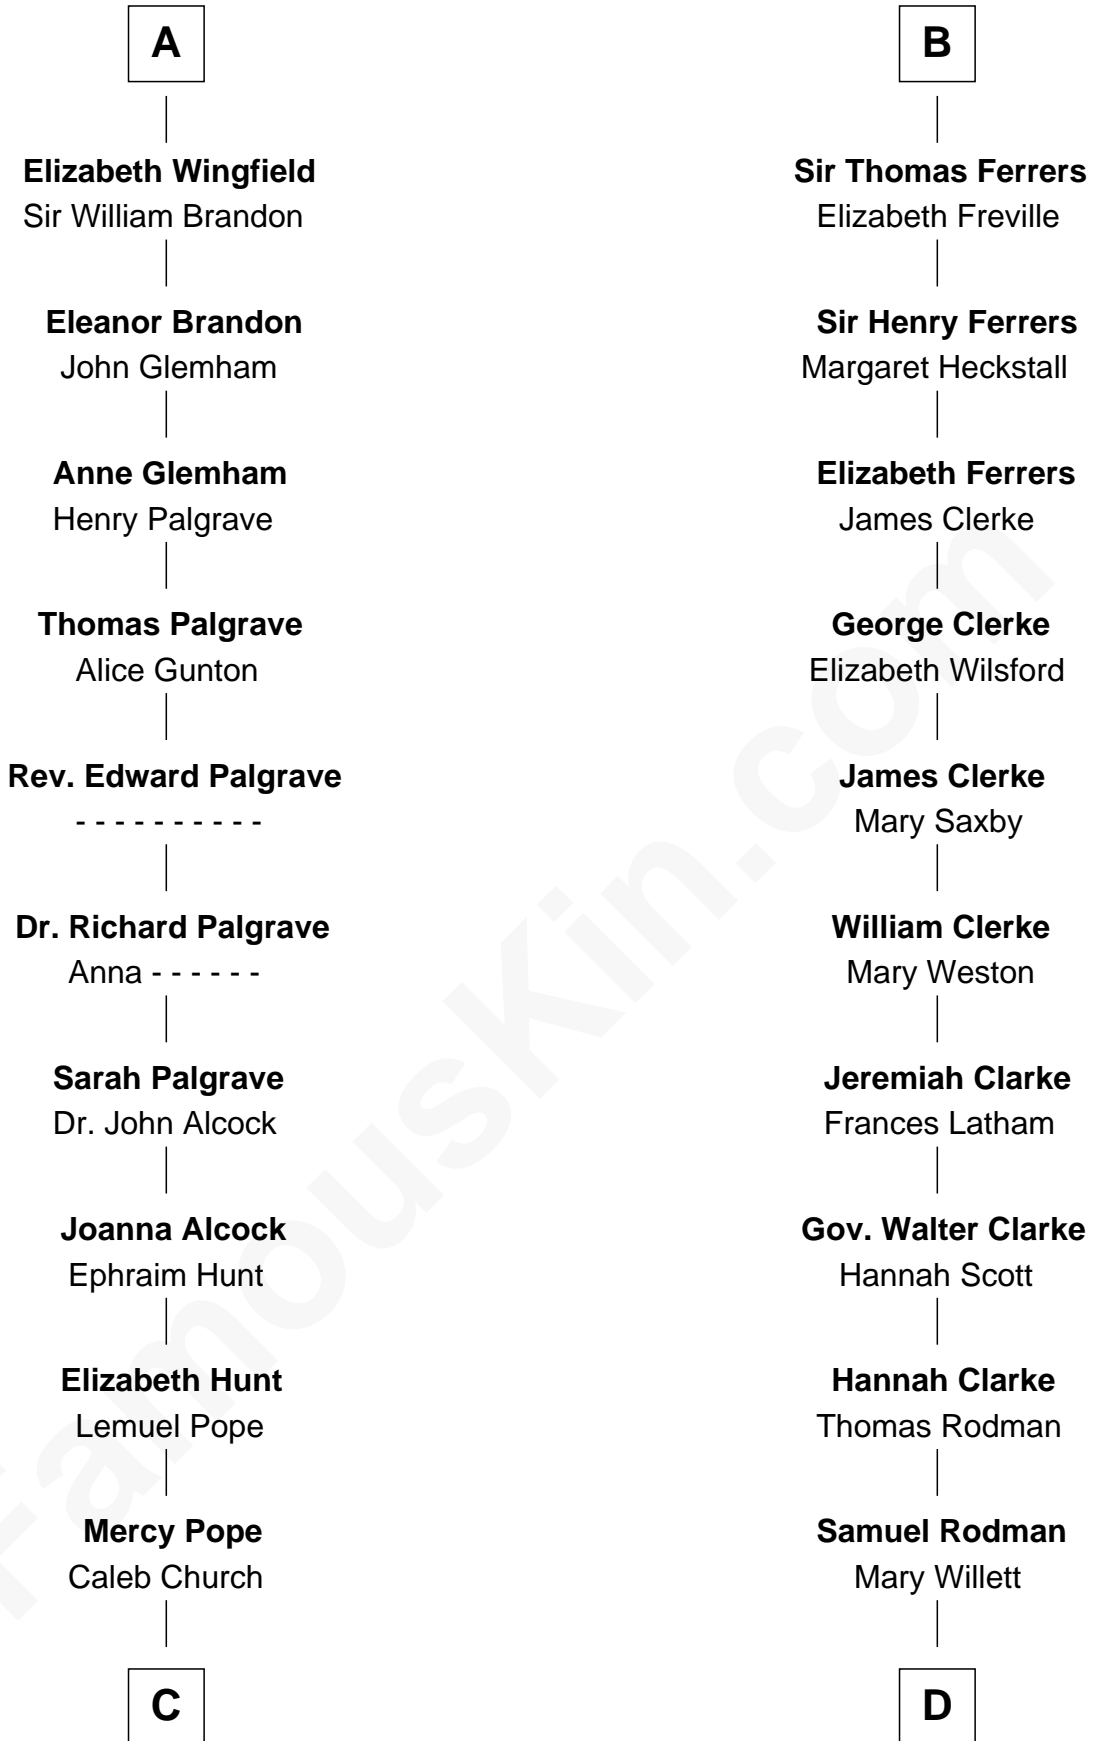 A
Elizabeth Wingfield
Sir William Brandon
Eleanor Brandon
John Glemham
Anne Glemham
Henry Palgrave
Thomas Palgrave
Alice Gunton
Rev. Edward Palgrave
- - - - - - - - - -
Dr. Richard Palgrave
Anna - - - - - -
Sarah Palgrave
Dr. John Alcock
Joanna Alcock
Ephraim Hunt
Elizabeth Hunt
Lemuel Pope
Mercy Pope
Caleb Church
C
B
Sir Thomas Ferrers
Elizabeth Freville
Sir Henry Ferrers
Margaret Heckstall
Elizabeth Ferrers
James Clerke
George Clerke
Elizabeth Wilsford
James Clerke
Mary Saxby
William Clerke
Mary Weston
Jeremiah Clarke
Frances Latham
Gov. Walter Clarke
Hannah Scott
Hannah Clarke
Thomas Rodman
Samuel Rodman
Mary Willett
D
FamousKin.com